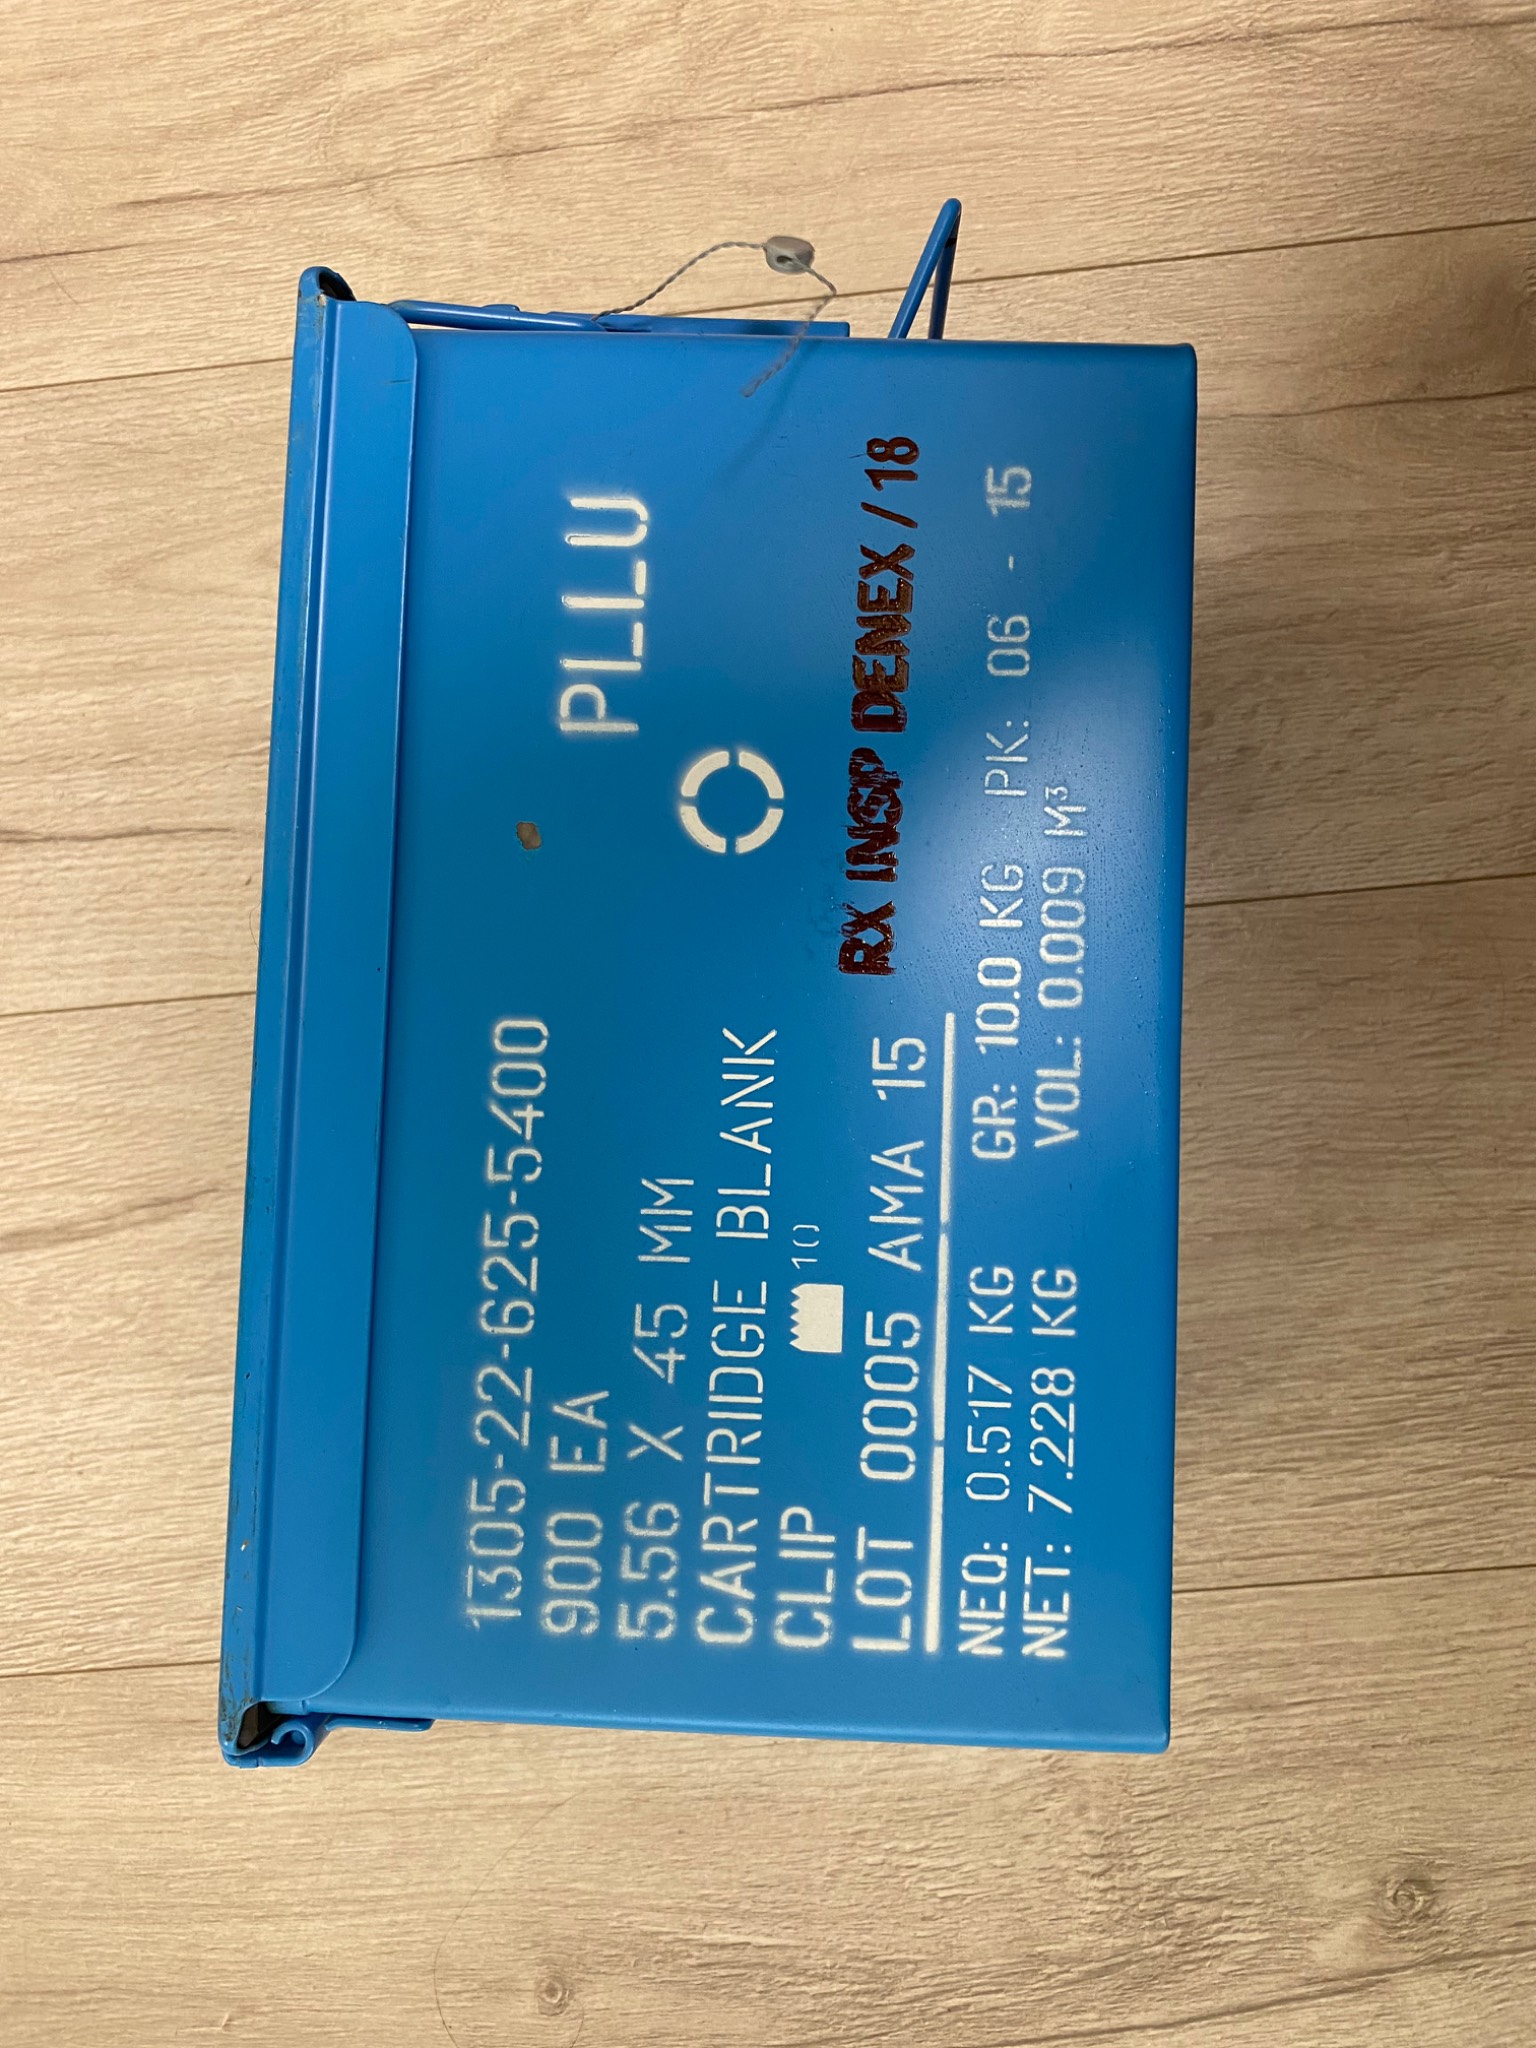 1305-22-625-5400
900 EA
5.56 X 45 MM
PLLU
CARTRIDGE BLANK
CLIP 10
LOT 0005 AMA 15
RX INSP DENEX / 18
NEQ: 0.517 KG GR: 10.0 KG PK: 06 - 15
NET: 7.228 KG VOL: 0.009 M³